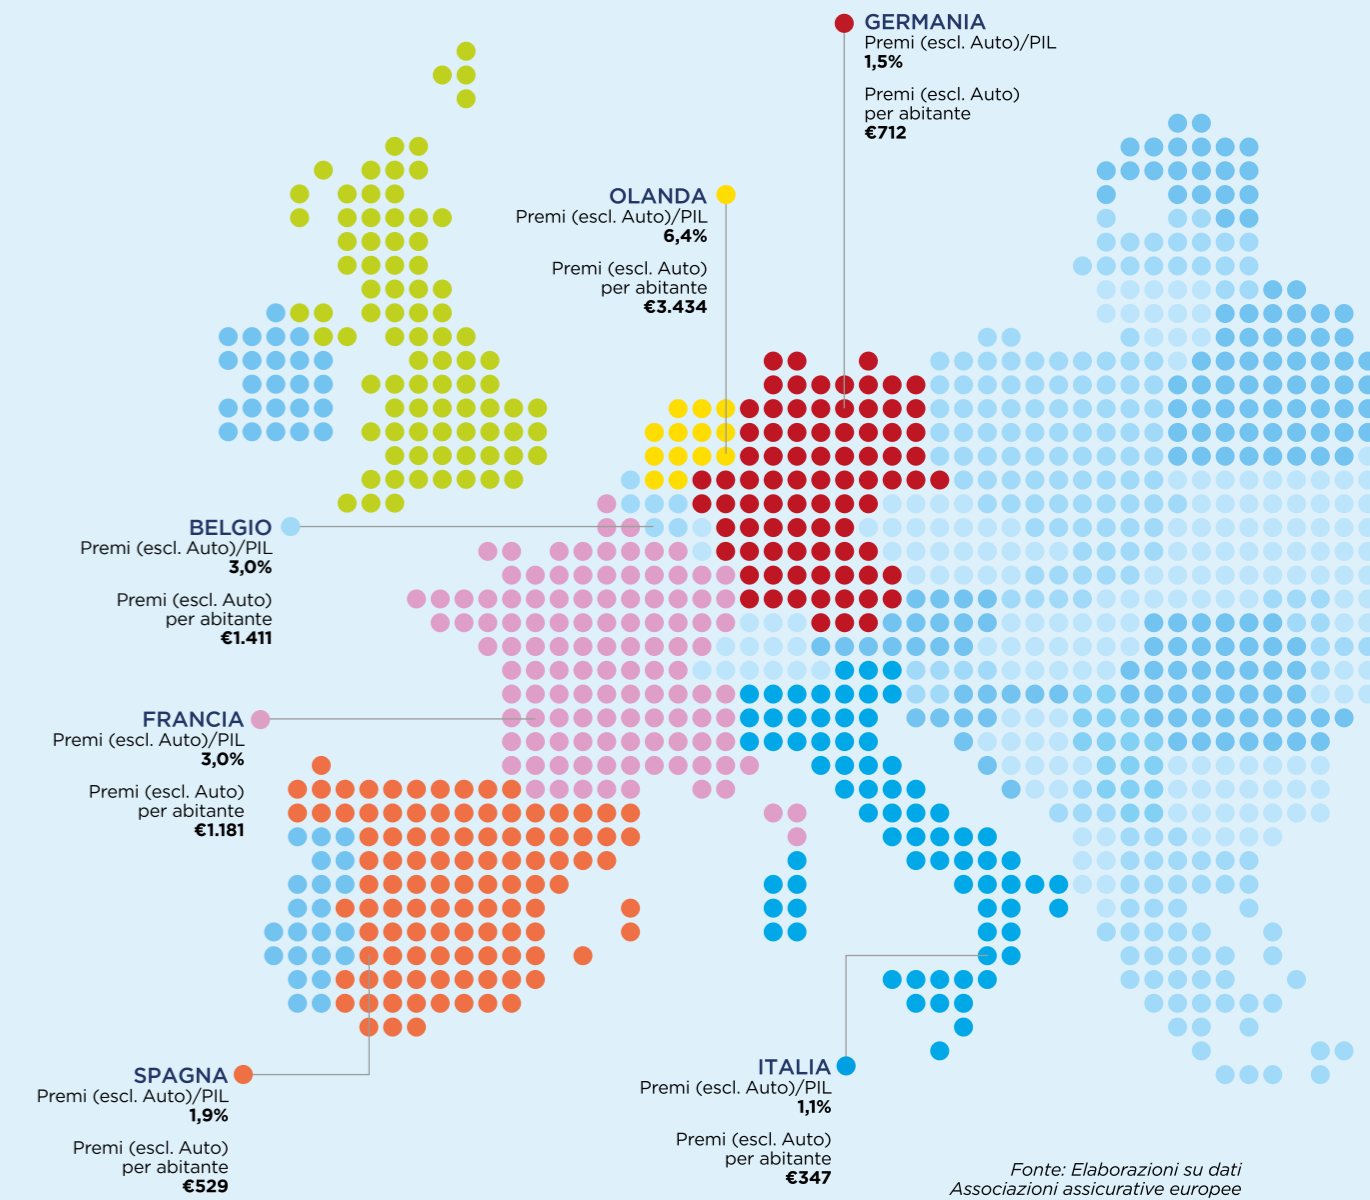 GERMANIA
Premi (escl. Auto)/PIL
1,5%
Premi (escl. Auto)
per abitante
€712
OLANDA
Premi (escl. Auto)/PIL
6,4%
Premi (escl. Auto)
per abitante
€3.434
BELGIO
Premi (escl. Auto)/PIL
3,0%
Premi (escl. Auto)
per abitante
€1.411
FRANCIA
Premi (escl. Auto)/PIL
3,0%
Premi (escl. Auto)
per abitante
€1.181
SPAGNA
Premi (escl. Auto)/PIL
1,9%
Premi (escl. Auto)
per abitante
€529
ITALIA
Premi (escl. Auto)/PIL
1,1%
Premi (escl. Auto)
per abitante
€347
Fonte: Elaborazioni su dati
Associazioni assicurative europee